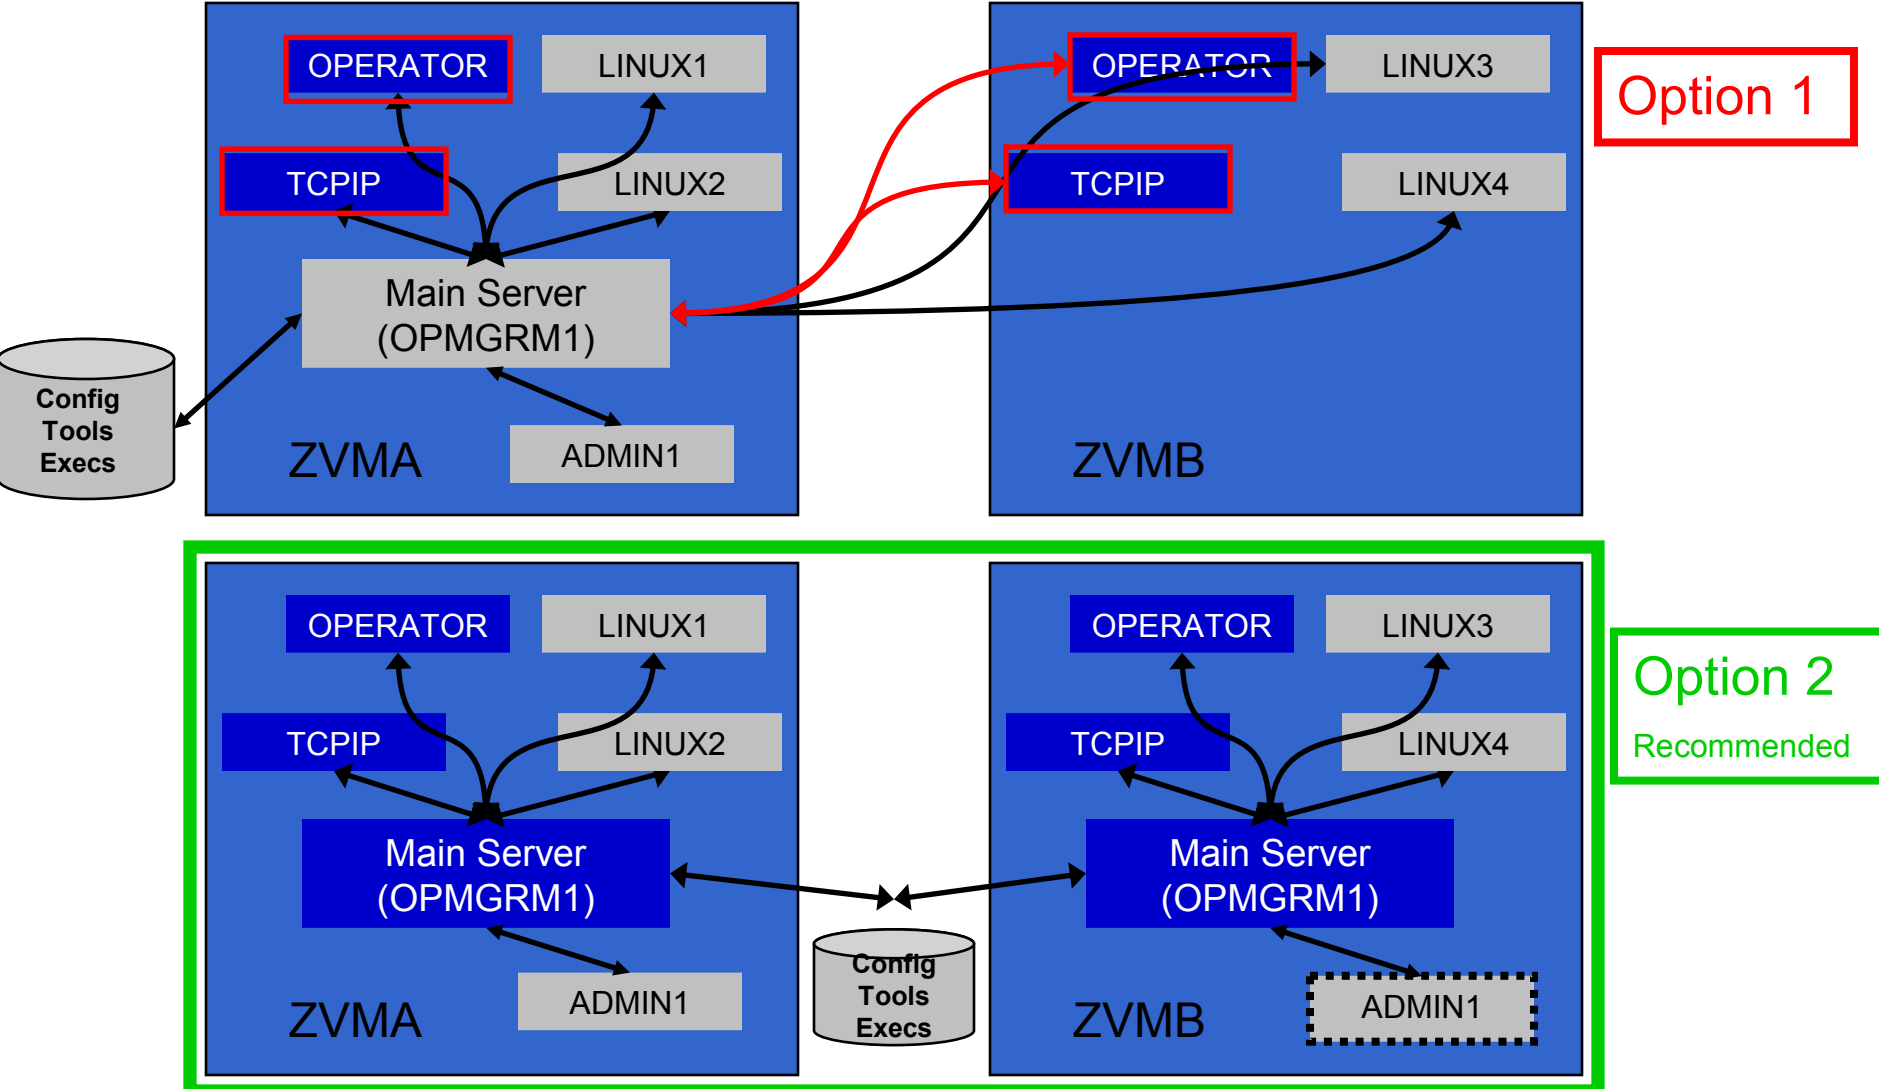 OPERATOR
LINUX1
TCPIP
LINUX2
Main Server
(OPMGRM1)
ADMIN1
ZVMA
Config
Tools
Execs
OPERATOR
LINUX3
TCPIP
LINUX4
ZVMB
Option 1
OPERATOR
LINUX1
TCPIP
LINUX2
Main Server
(OPMGRM1)
ADMIN1
ZVMA
Config
Tools
Execs
OPERATOR
LINUX3
TCPIP
LINUX4
Main Server
(OPMGRM1)
ADMIN1
ZVMB
Option 2
Recommended